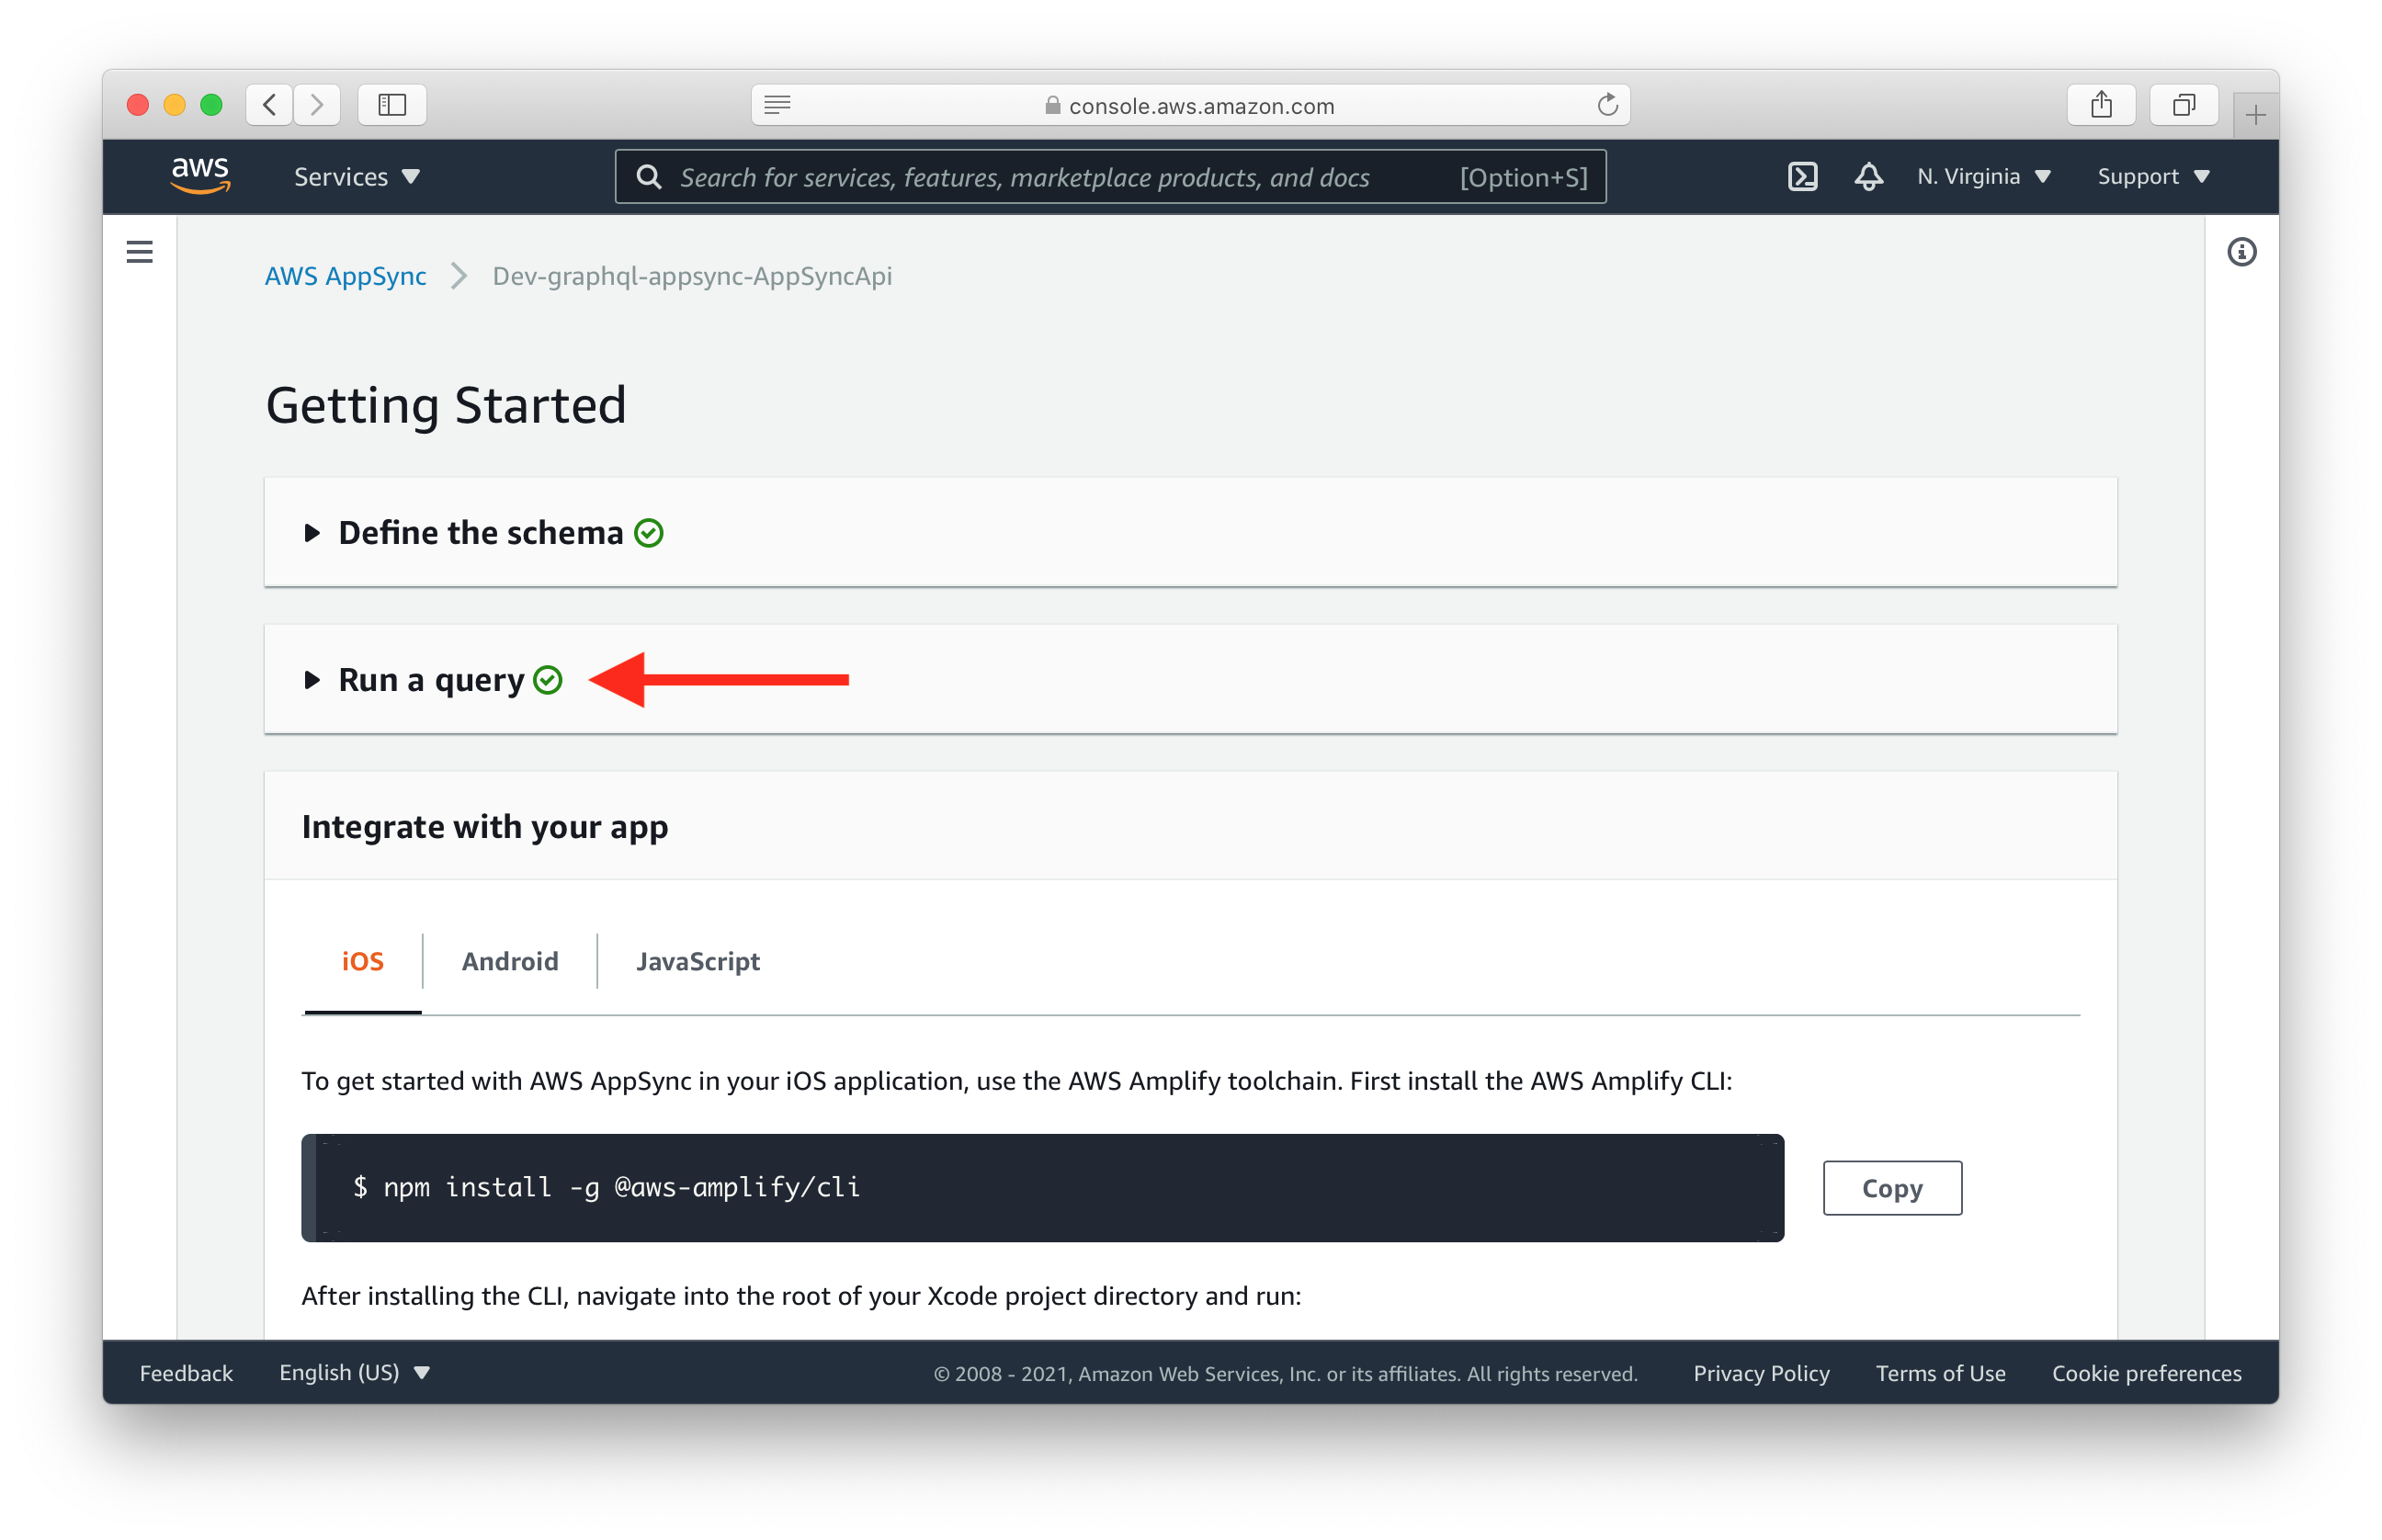 console.aws.amazon.com
aws
Services
Search for services, features, marketplace products, and docs
[Option+S]
N. Virginia
Support
AWS AppSync
Dev-graphql-appsync-AppSyncApi
Getting Started
Define the schema
Run a query
Integrate with your app
iOS
Android
JavaScript
To get started with AWS AppSync in your iOS application, use the AWS Amplify toolchain. First install the AWS Amplify CLI:
$ npm install -g @aws-amplify/cli
Copy
After installing the CLI, navigate into the root of your Xcode project directory and run:
Feedback
English (US)
© 2008 - 2021, Amazon Web Services, Inc. or its affiliates. All rights reserved.
Privacy Policy
Terms of Use
Cookie preferences